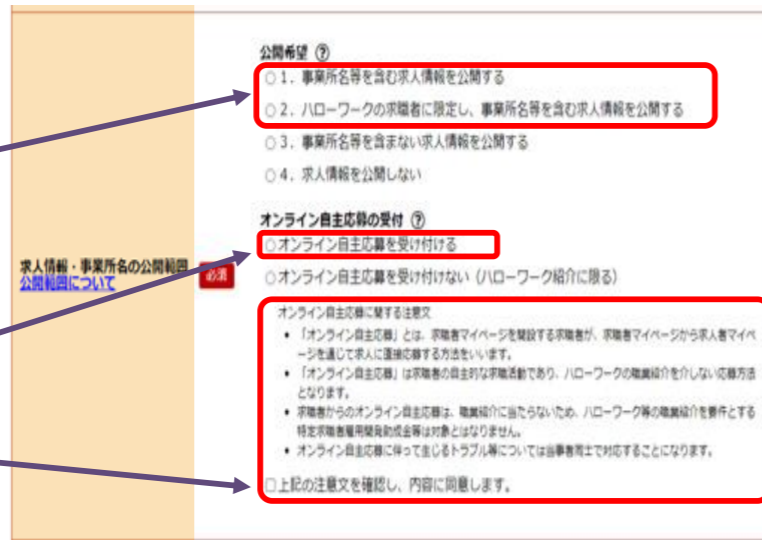 公開希望 ?
○1．事業所名等を含む求人情報を公開する
○2．ハローワークの求職者に限定し、事業所名等を含む求人情報を公開する
○3．事業所名等を含まない求人情報を公開する
○4．求人情報を公開しない
オンライン自主応募の受付 ?
○オンライン自主応募を受け付ける
求人情報・事業所名の公開範囲
公開範囲について
必須
○オンライン自主応募を受け付けない（ハローワーク紹介に限る）
オンライン自主応募に関する注意文
• 「オンライン自主応募」とは、求職者マイページを開設する求職者が、求職者マイページから求人者マイペ
ージを通じて求人に直接応募する方法をいいます。
• 「オンライン自主応募」は求職者の自主的な求職活動であり、ハローワークの職業紹介を介しない応募方法
となります。
• 求職者からのオンライン自主応募は、職業紹介に当たらないため、ハローワーク等の職業紹介を要件とする
特定求職者雇用開発助成金等は対象とはなりません。
• オンライン自主応募に伴って生じるトラブル等については当事者同士で対応することになります。
□上記の注意文を確認し、内容に同意します。